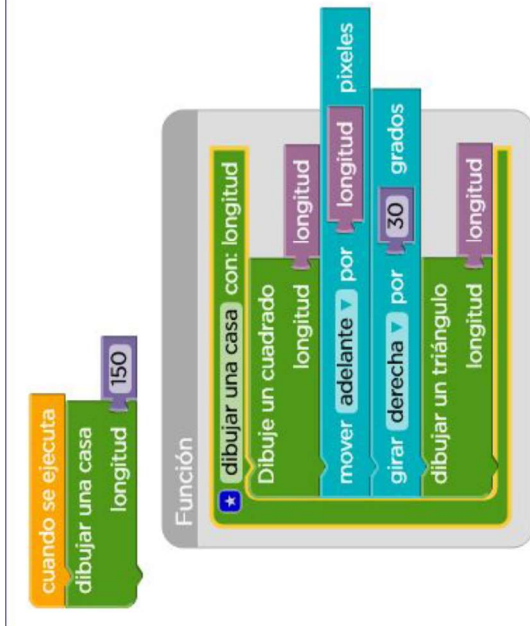 cuando se ejecuta
dibujar una casa
longitud 150
Función
dibujar una casa con: longitud
Dibuje un cuadrado
longitud longitud
mover adelante por longitud pixeles
girar derecha por 30 grados
dibujar un triángulo
longitud longitud